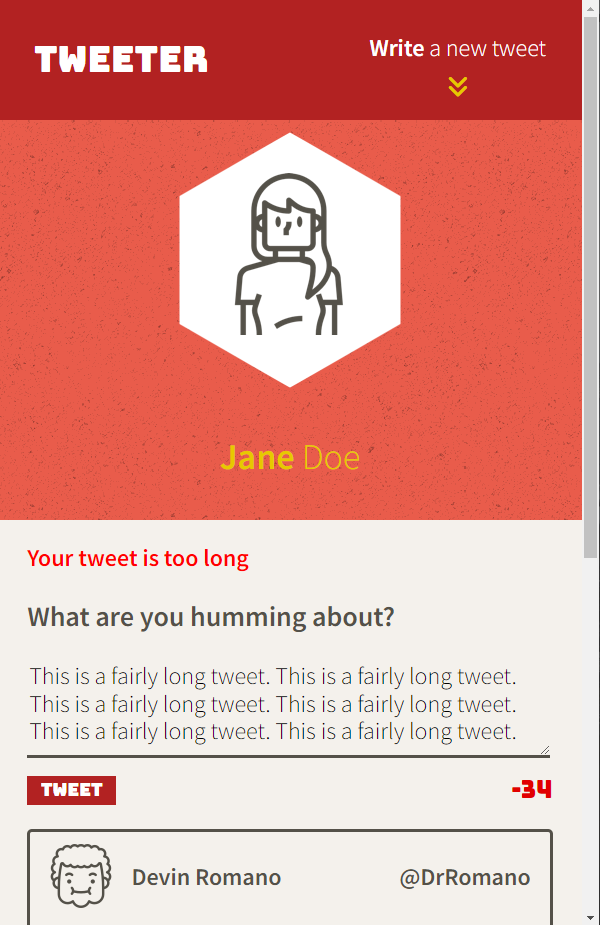 TWEETER
Write a new tweet
Jane Doe
Your tweet is too long
What are you humming about?
This is a fairly long tweet. This is a fairly long tweet.
This is a fairly long tweet. This is a fairly long tweet.
This is a fairly long tweet. This is a fairly long tweet.
TWEET
-34
Devin Romano
@DrRomano